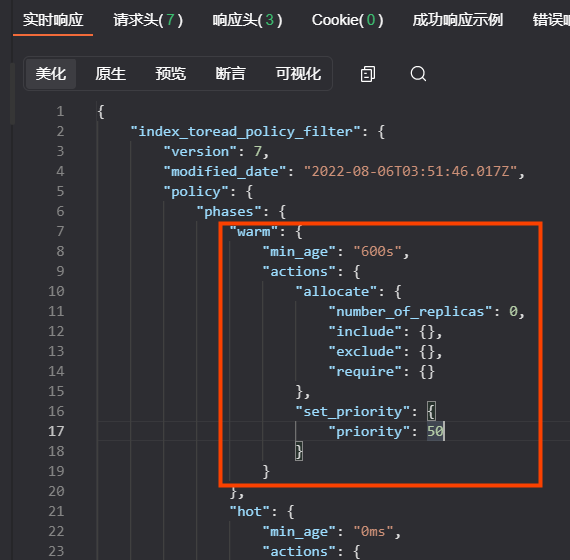 实时响应 请求头(7) 响应头(3) Cookie(0) 成功响应示例 错误响
美化 原生 预览 断言 可视化
1 {
2 "index_toread_policy_filter": {
3 "version": 7,
4 "modified_date": "2022-08-06T03:51:46.017Z",
5 "policy": {
6 "phases": {
7 "warm": {
8 "min_age": "600s",
9 "actions": {
10 "allocate": {
11 "number_of_replicas": 0,
12 "include": {},
13 "exclude": {},
14 "require": {}
15 },
16 "set_priority": {
17 "priority": 50
18 }
19 }
20 },
21 "hot": {
22 "min_age": "0ms",
23 "actions": {